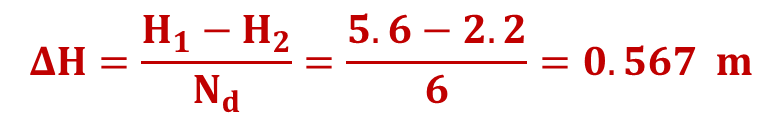 ΔH = (H₁ − H₂) / N_d = (5.6 − 2.2) / 6 = 0.567 m